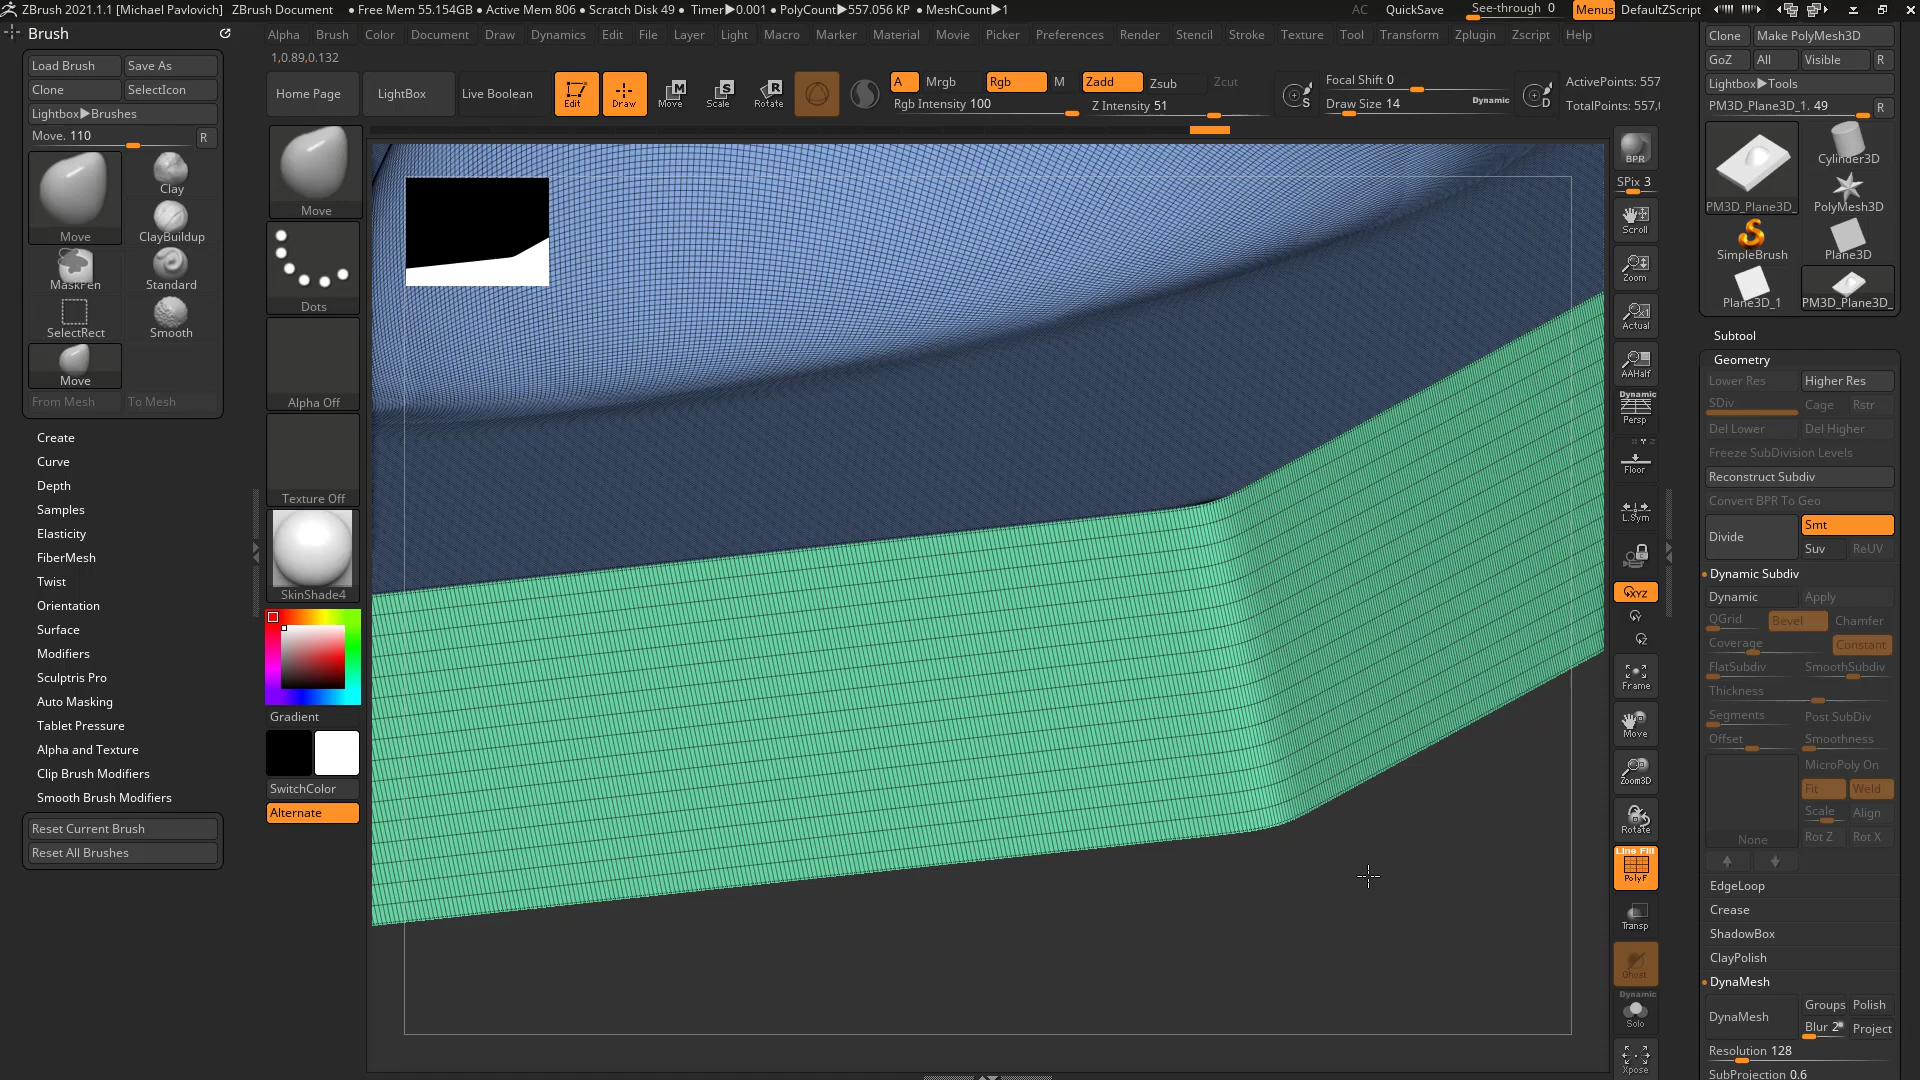 ZBrush 2021.1.1 [Michael Pavlovich] ZBrush Document • Free Mem 55.154GB • Active Mem 806 • Scratch Disk 49 • Timer▶0.001 • PolyCount▶557.056 KP • MeshCount▶1 AC QuickSave See-through 0 Menus DefaultZScript
Brush
Alpha Brush Color Document Draw Dynamics Edit File Layer Light Macro Marker Material Movie Picker Preferences Render Stencil Stroke Texture Tool Transform Zplugin Zscript Help
1,0.89,0.132
Load Brush Save As
Clone SelectIcon
Lightbox▶Brushes
Move. 110 R
Move
Clay
ClayBuildup
MaskPen
Standard
SelectRect
Smooth
Move
From Mesh To Mesh
Create
Curve
Depth
Samples
Elasticity
FiberMesh
Twist
Orientation
Surface
Modifiers
Sculptris Pro
Auto Masking
Tablet Pressure
Alpha and Texture
Clip Brush Modifiers
Smooth Brush Modifiers
Reset Current Brush
Reset All Brushes
Home Page LightBox Live Boolean Edit Draw Move Scale Rotate
A Mrgb Rgb M Zadd Zsub Zcut
Rgb Intensity 100 Z Intensity 51
S Focal Shift 0
Draw Size 14 Dynamic
D ActivePoints: 557
TotalPoints: 557,
Move
Dots
Alpha Off
Texture Off
SkinShade4
Gradient
SwitchColor
Alternate
BPR
SPix 3
Scroll
Zoom
Actual
AAHalf
Dynamic
Persp
Floor
L.Sym
XYZ
Y
Z
Frame
Move
Zoom3D
Rotate
Line Fill
PolyF
Transp
Ghost
Dynamic
Solo
Xpose
Clone Make PolyMesh3D
GoZ All Visible R
Lightbox▶Tools
PM3D_Plane3D_1. 49 R
PM3D_Plane3D_
Cylinder3D
PolyMesh3D
SimpleBrush
Plane3D
Plane3D_1
PM3D_Plane3D_
Subtool
Geometry
Lower Res Higher Res
SDiv Cage Rstr
Del Lower Del Higher
Freeze SubDivision Levels
Reconstruct Subdiv
Convert BPR To Geo
Divide Smt
Suv ReUV
Dynamic Subdiv
Dynamic Apply
QGrid Bevel Chamfer
Coverage Constant
FlatSubdiv SmoothSubdiv
Thickness
Segments Post SubDiv
Offset Smoothness
MicroPoly On
Fit Weld
Scale Align
None Rot Z Rot X
EdgeLoop
Crease
ShadowBox
ClayPolish
DynaMesh
DynaMesh Groups Polish
Blur 2 Project
Resolution 128
SubProjection 0.6